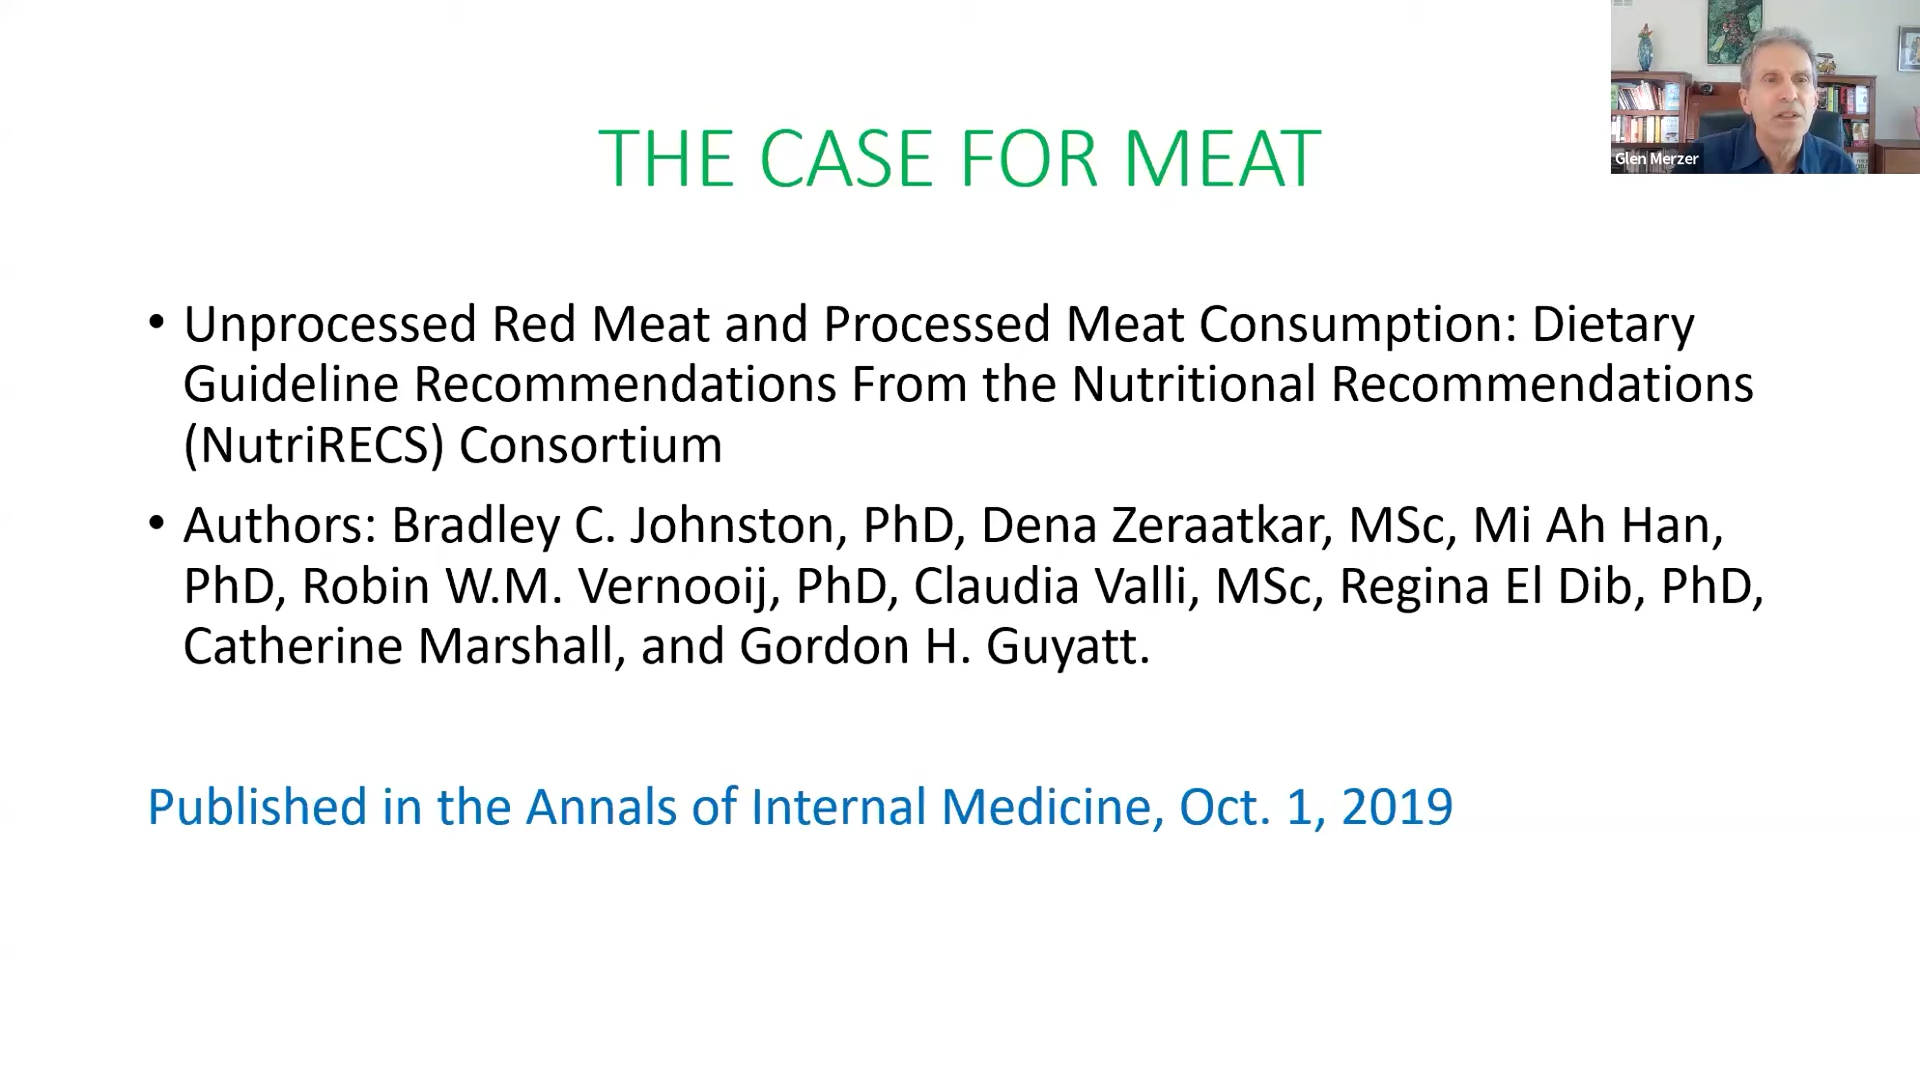 THE CASE FOR MEAT
Glen Merzer
• Unprocessed Red Meat and Processed Meat Consumption: Dietary
Guideline Recommendations From the Nutritional Recommendations
(NutriRECS) Consortium
• Authors: Bradley C. Johnston, PhD, Dena Zeraatkar, MSc, Mi Ah Han,
PhD, Robin W.M. Vernooij, PhD, Claudia Valli, MSc, Regina El Dib, PhD,
Catherine Marshall, and Gordon H. Guyatt.
Published in the Annals of Internal Medicine, Oct. 1, 2019